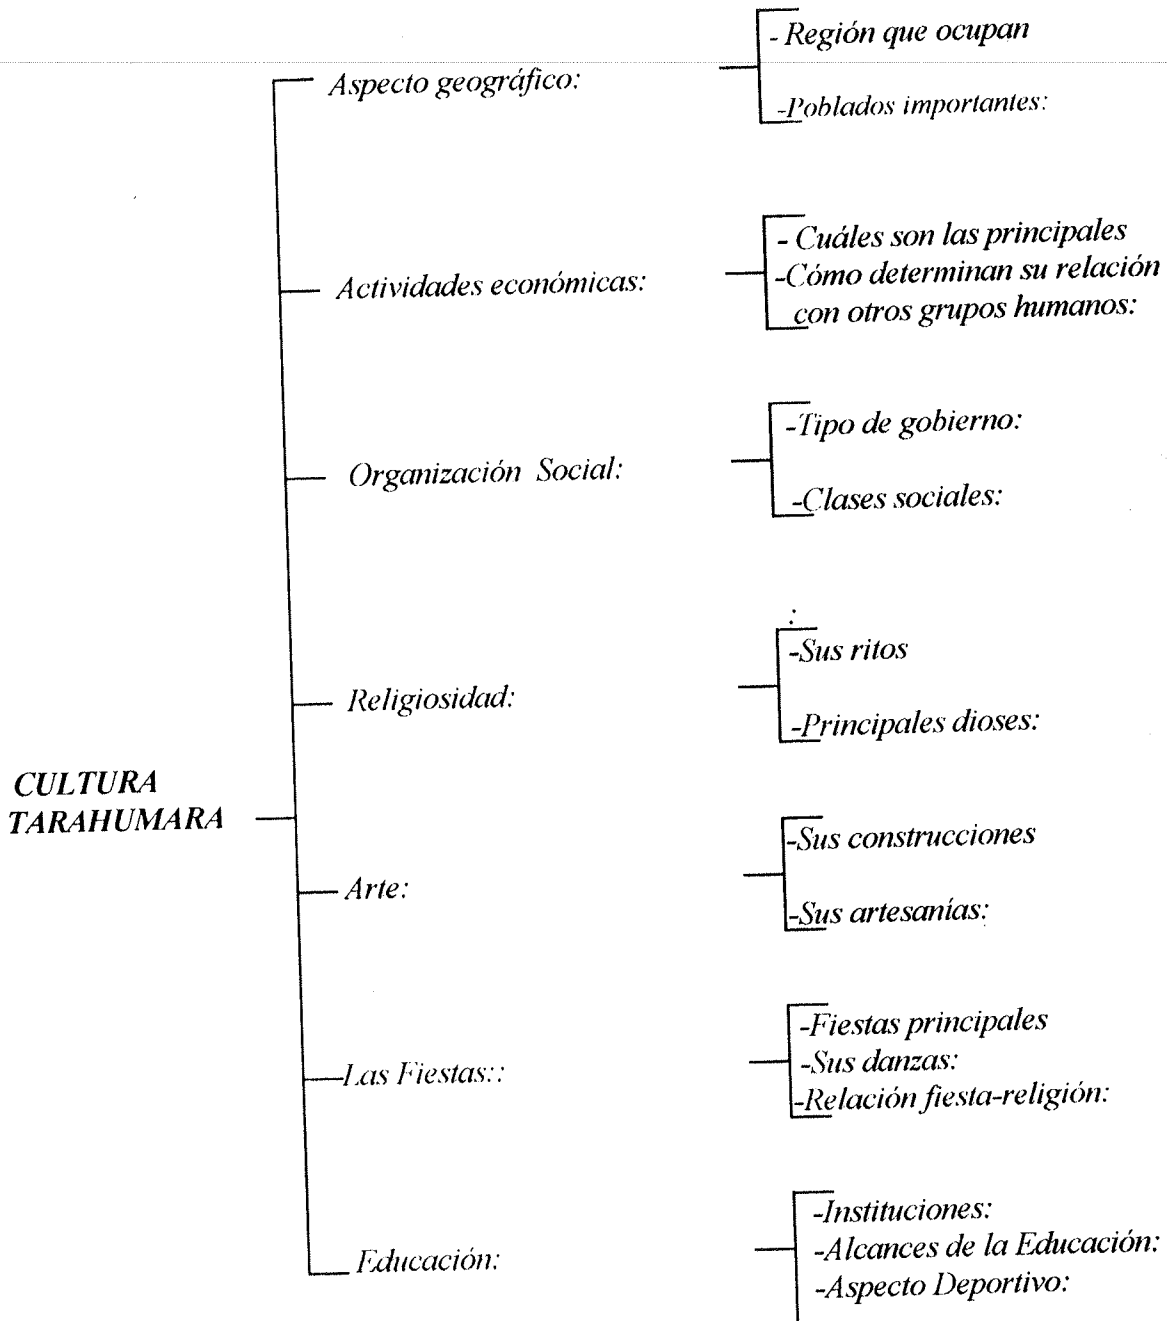 - Región que ocupan
Aspecto geográfico:
-Poblados importantes:
- Cuáles son las principales
Actividades económicas:
-Cómo determinan su relación
con otros grupos humanos:
-Tipo de gobierno:
Organización Social:
-Clases sociales:
:
-Sus ritos
Religiosidad:
-Principales dioses:
CULTURA
TARAHUMARA
-Sus construcciones
Arte:
-Sus artesanías:
-Fiestas principales
Las Fiestas::
-Sus danzas:
-Relación fiesta-religión:
-Instituciones:
Educación:
-Alcances de la Educación:
-Aspecto Deportivo: